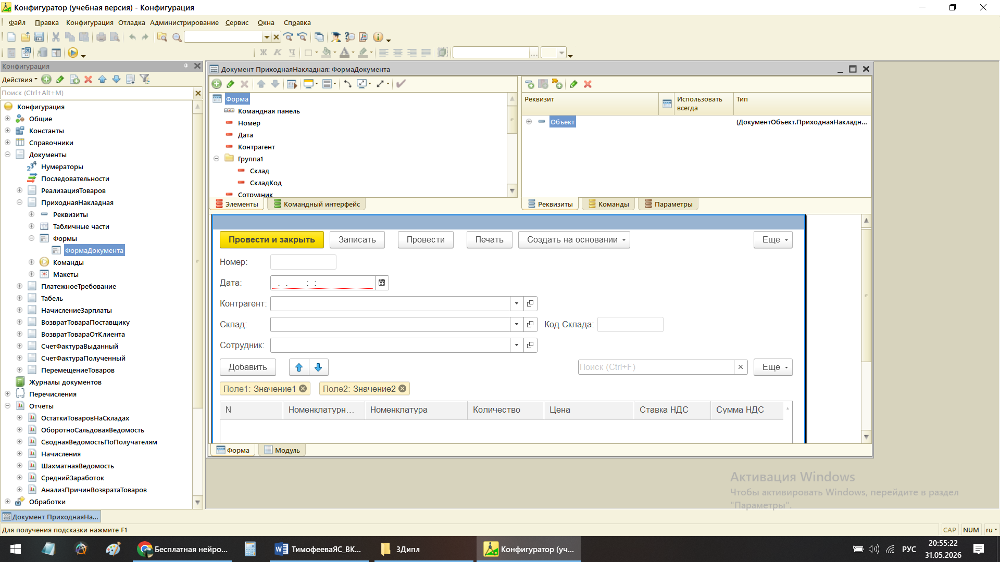 Конфигуратор (учебная версия) - Конфигурация
Файл Правка Конфигурация Отладка Администрирование Сервис Окна Справка
Ж К Ч
Конфигурация
Действия
Поиск (Ctrl+Alt+M)
Конфигурация
Общие
Константы
Справочники
Документы
Нумераторы
Последовательности
РеализацияТоваров
ПриходнаяНакладная
Реквизиты
Табличные части
Формы
ФормаДокумента
Команды
Макеты
ПлатежноеТребование
Табель
НачислениеЗарплаты
ВозвратТовараПоставщику
ВозвратТовараОтКлиента
СчетФактураВыданный
СчетФактураПолученный
ПеремещениеТоваров
Журналы документов
Перечисления
Отчеты
ОстаткиТоваровНаСкладах
ОборотноСальдоваяВедомость
СводнаяВедомостьПоПолучателям
Начисления
ШахматнаяВедомость
СреднийЗаработок
АнализПричинВозвратаТоваров
Обработки
Документ ПриходнаяНакладная: ФормаДокумента
Форма
Командная панель
Номер
Дата
Контрагент
Группа1
Склад
СкладКод
Сотрудник
Элементы Командный интерфейс
Реквизит Использовать всегда Тип
Объект (ДокументОбъект.ПриходнаяНакладн...
Реквизиты Команды Параметры
Провести и закрыть Записать Провести Печать Создать на основании Еще
Номер:
Дата: . . : :
Контрагент:
Склад: Код Склада:
Сотрудник:
Добавить Поиск (Ctrl+F) × Еще
Поле1: Значение1 Поле2: Значение2
N Номенклатурн... Номенклатура Количество Цена Ставка НДС Сумма НДС
Форма Модуль
Активация Windows
Чтобы активировать Windows, перейдите в раздел
"Параметры".
Документ ПриходнаяНа...
Для получения подсказки нажмите F1 CAP NUM ru
Бесплатная нейро... ТимофееваЯС_ВК... 3Дипл Конфигуратор (уч... РУС 20:55:22
31.05.2026